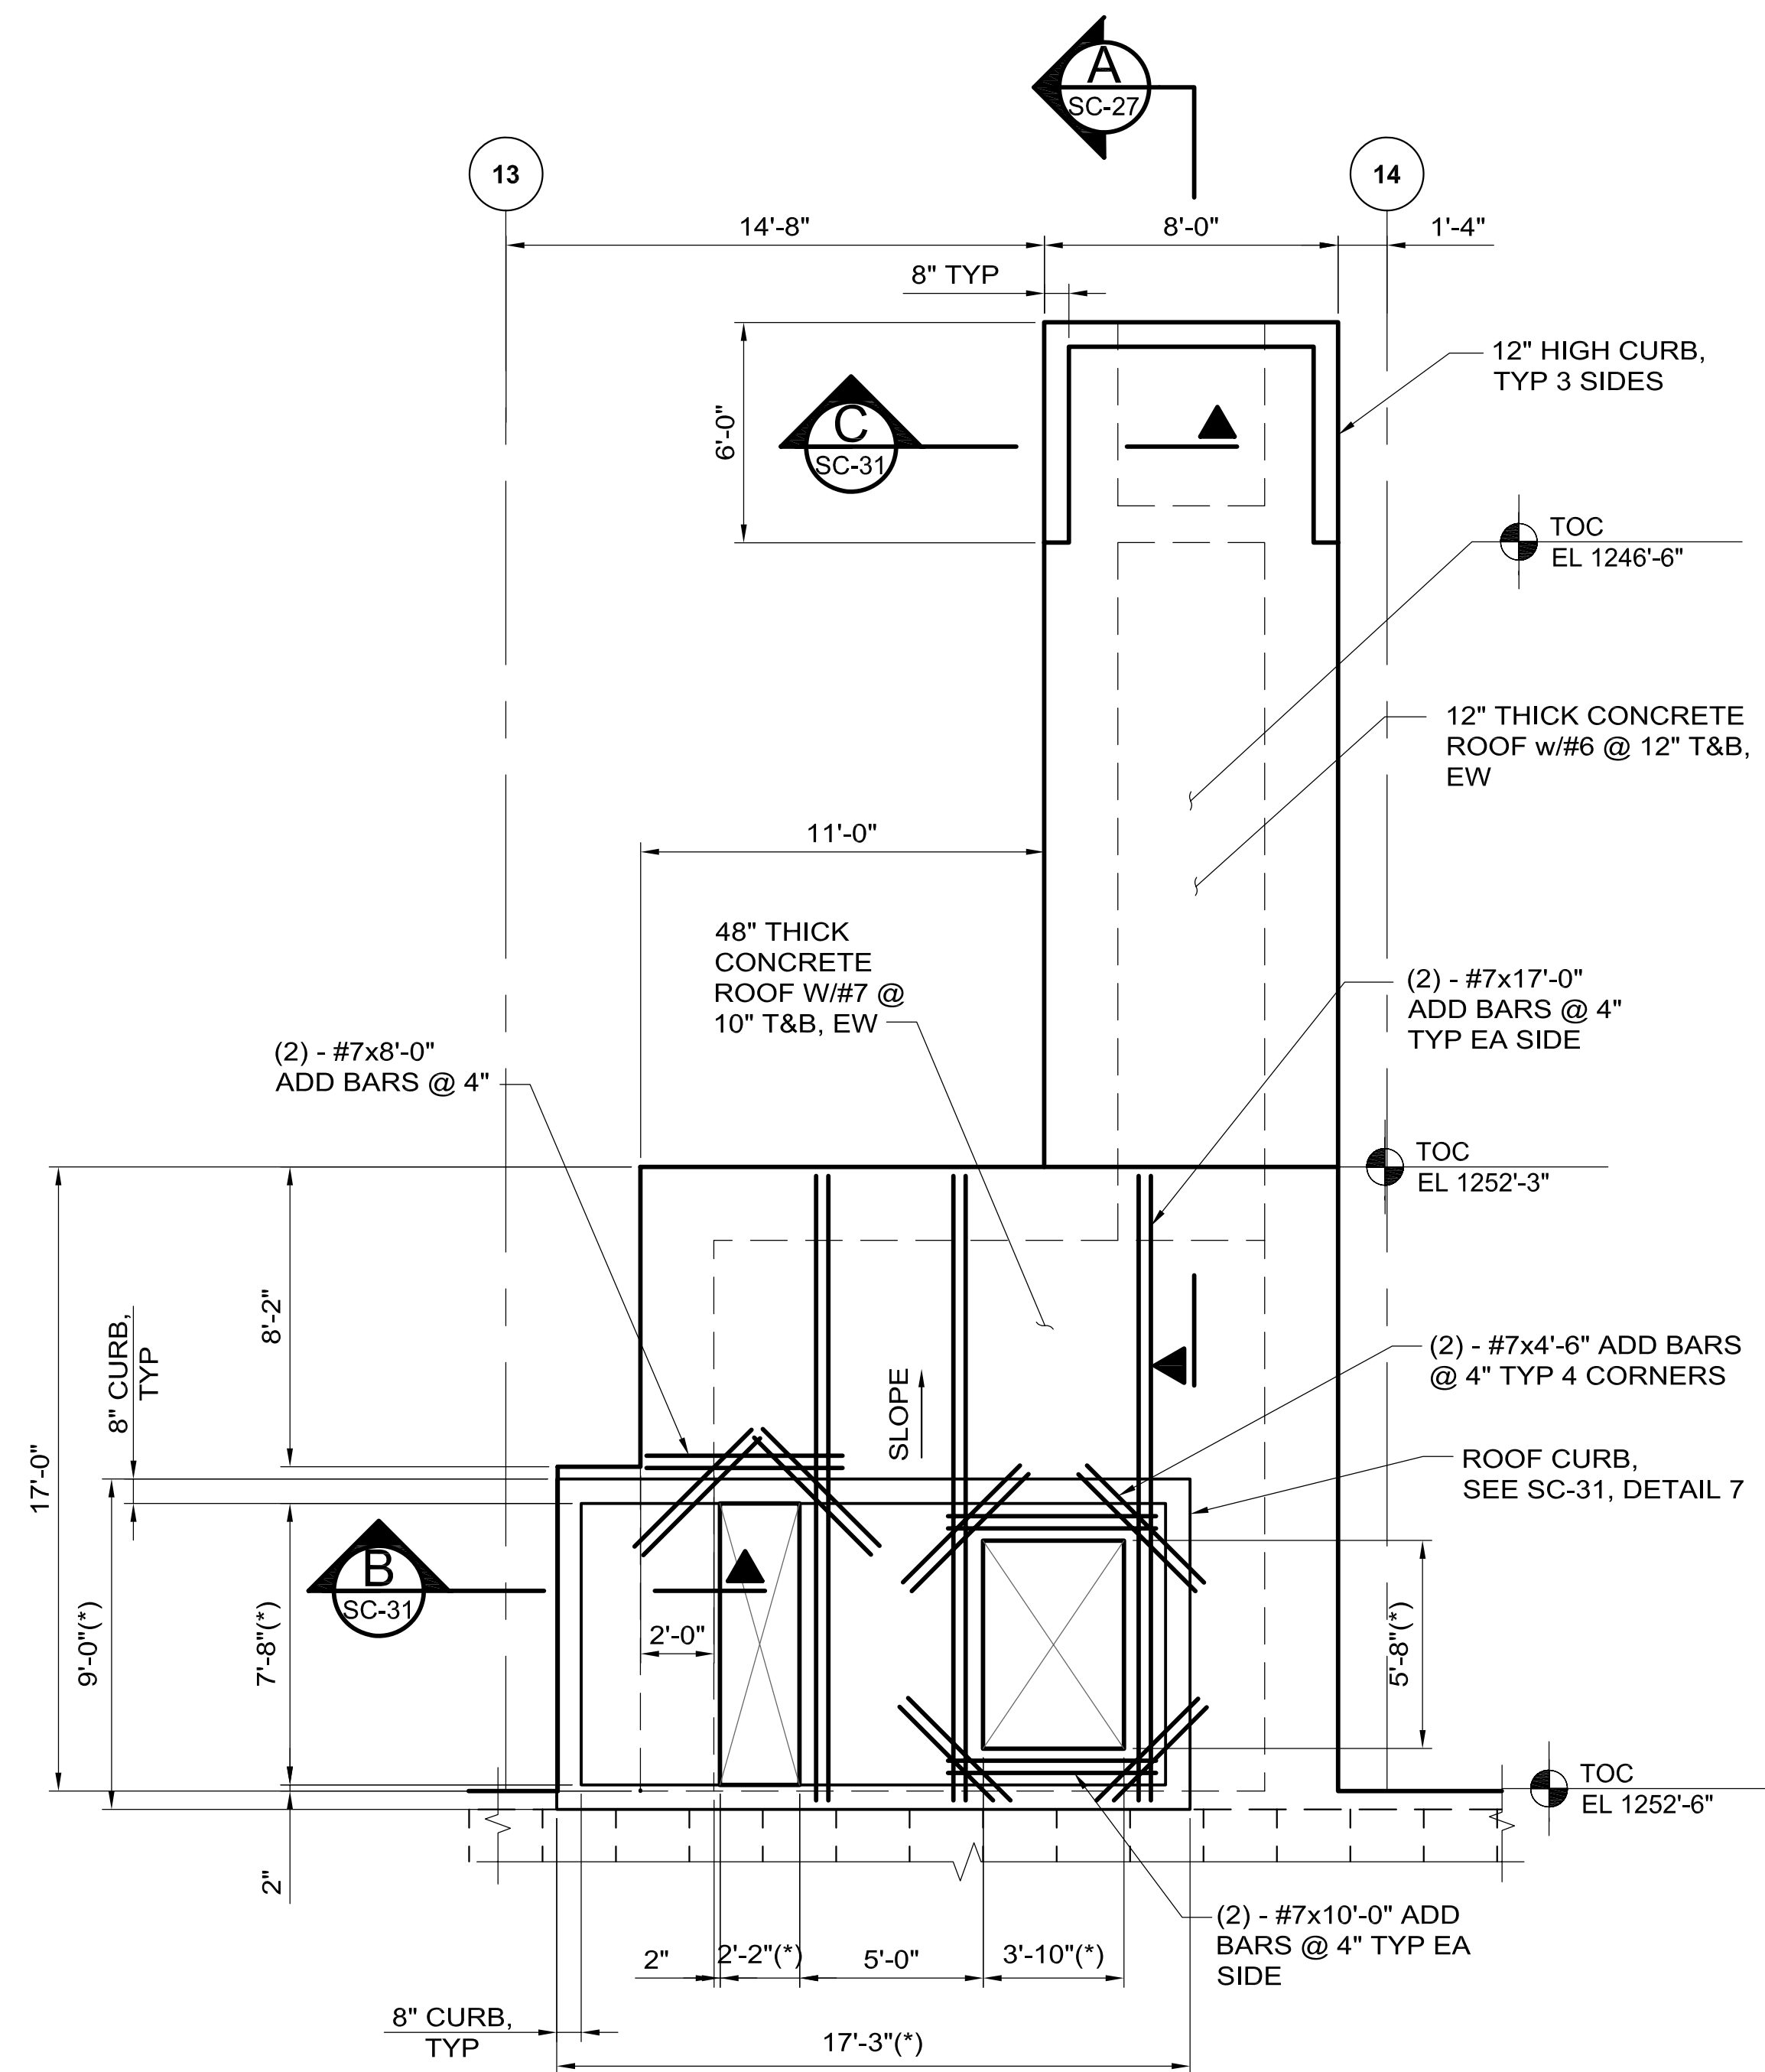 A
SC-27
13
14
14'-8"
8'-0"
1'-4"
8" TYP
12" HIGH CURB,
TYP 3 SIDES
6'-0"
C
SC-31
TOC
EL 1246'-6"
12" THICK CONCRETE
ROOF w/#6 @ 12" T&B,
EW
11'-0"
48" THICK
CONCRETE
ROOF W/#7 @
10" T&B, EW
(2) - #7x17'-0"
ADD BARS @ 4"
TYP EA SIDE
(2) - #7x8'-0"
ADD BARS @ 4"
TOC
EL 1252'-3"
8'-2"
8" CURB,
TYP
17'-0"
SLOPE
(2) - #7x4'-6" ADD BARS
@ 4" TYP 4 CORNERS
ROOF CURB,
SEE SC-31, DETAIL 7
B
SC-31
9'-0"(*)
7'-8"(*)
2'-0"
5'-8"(*)
TOC
EL 1252'-6"
2"
(2) - #7x10'-0" ADD
BARS @ 4" TYP EA
SIDE
2"
2'-2"(*)
5'-0"
3'-10"(*)
8" CURB,
TYP
17'-3"(*)